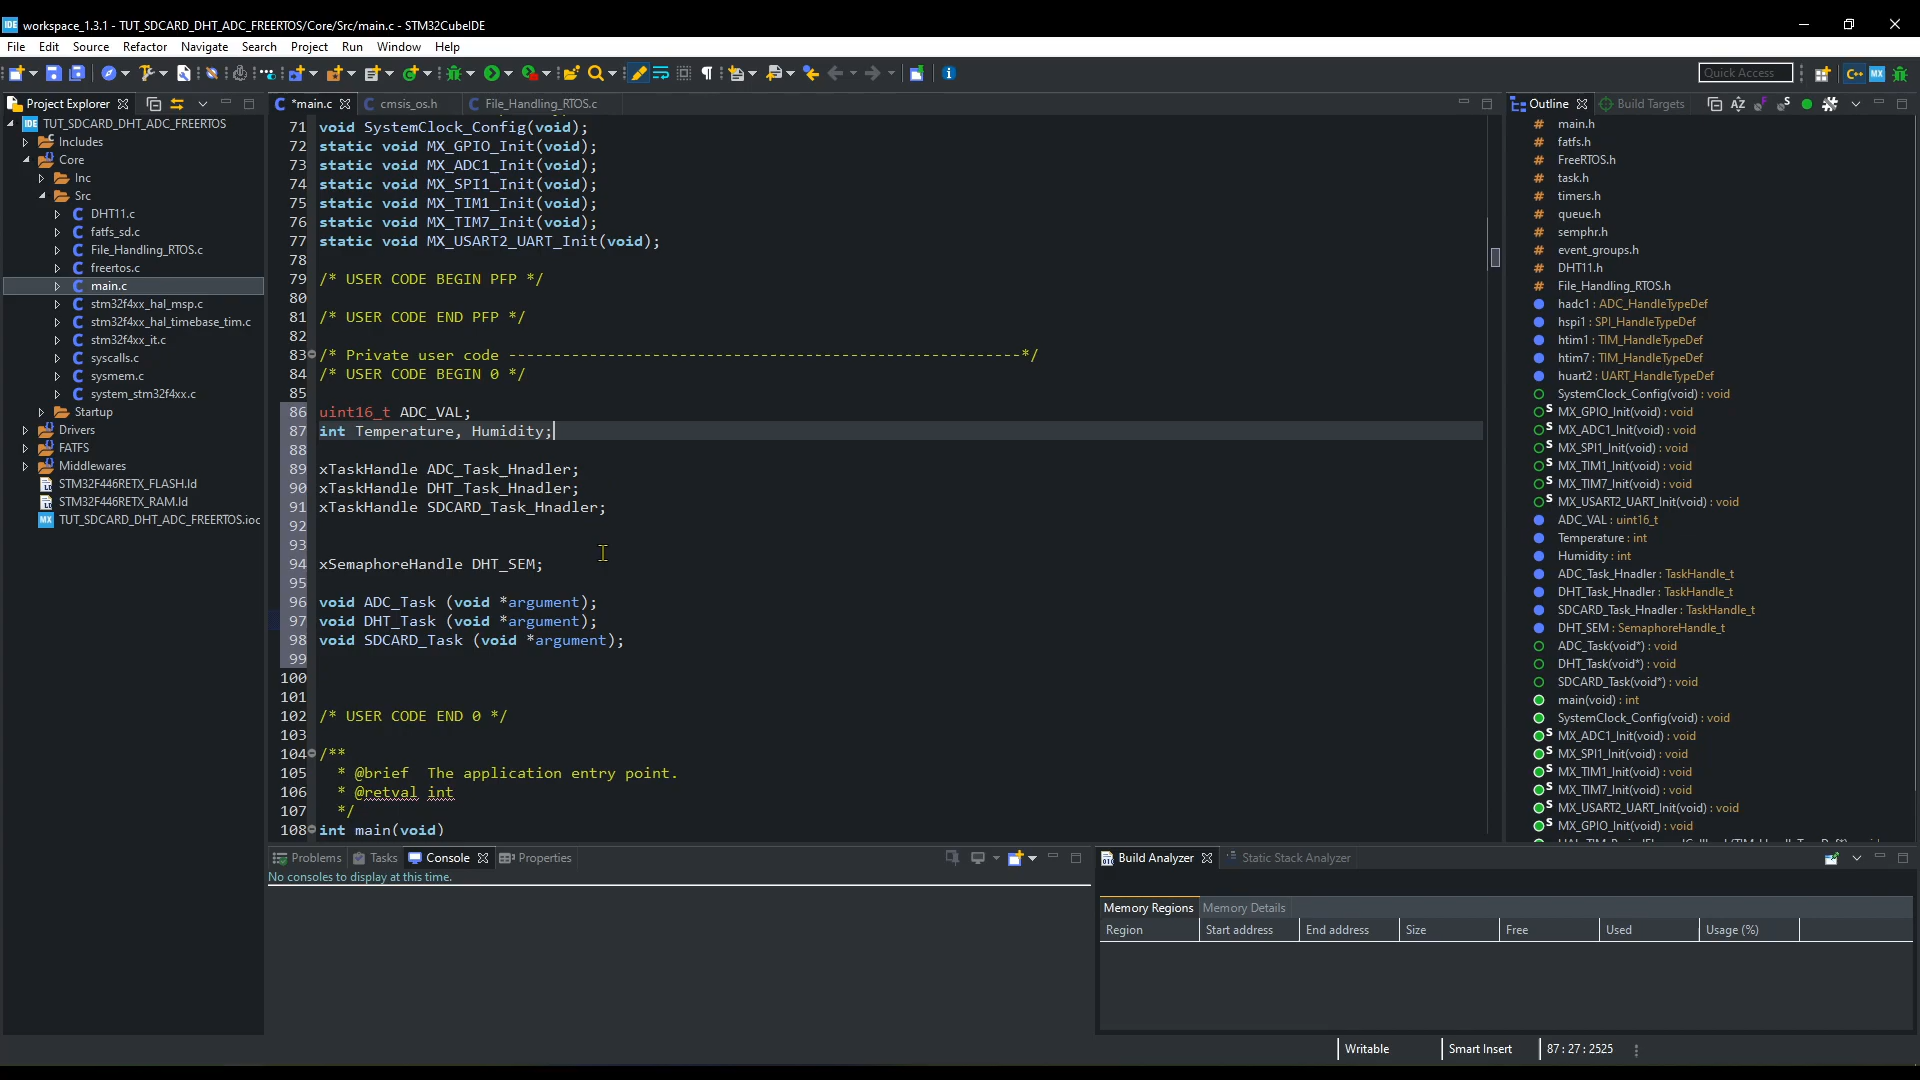 workspace_1.3.1 - TUT_SDCARD_DHT_ADC_FREERTOS/Core/Src/main.c - STM32CubeIDE
File Edit Source Refactor Navigate Search Project Run Window Help
Quick Access
Project Explorer
TUT_SDCARD_DHT_ADC_FREERTOS
Includes
Core
Inc
Src
DHT11.c
fatfs_sd.c
File_Handling_RTOS.c
freertos.c
main.c
stm32f4xx_hal_msp.c
stm32f4xx_hal_timebase_tim.c
stm32f4xx_it.c
syscalls.c
sysmem.c
system_stm32f4xx.c
Startup
Drivers
FATFS
Middlewares
STM32F446RETX_FLASH.ld
STM32F446RETX_RAM.ld
TUT_SDCARD_DHT_ADC_FREERTOS.ioc
*main.c cmsis_os.h File_Handling_RTOS.c
71 void SystemClock_Config(void);
72 static void MX_GPIO_Init(void);
73 static void MX_ADC1_Init(void);
74 static void MX_SPI1_Init(void);
75 static void MX_TIM1_Init(void);
76 static void MX_TIM7_Init(void);
77 static void MX_USART2_UART_Init(void);
78
79 /* USER CODE BEGIN PFP */
80
81 /* USER CODE END PFP */
82
83 /* Private user code ---------------------------------------------------------*/
84 /* USER CODE BEGIN 0 */
85
86 uint16_t ADC_VAL;
87 int Temperature, Humidity;
88
89 xTaskHandle ADC_Task_Hnadler;
90 xTaskHandle DHT_Task_Hnadler;
91 xTaskHandle SDCARD_Task_Hnadler;
92
93
94 xSemaphoreHandle DHT_SEM;
95
96 void ADC_Task (void *argument);
97 void DHT_Task (void *argument);
98 void SDCARD_Task (void *argument);
99
100
101
102 /* USER CODE END 0 */
103
104 /**
105 * @brief The application entry point.
106 * @retval int
107 */
108 int main(void)
Outline Build Targets
main.h
fatfs.h
FreeRTOS.h
task.h
timers.h
queue.h
semphr.h
event_groups.h
DHT11.h
File_Handling_RTOS.h
hadc1 : ADC_HandleTypeDef
hspi1 : SPI_HandleTypeDef
htim1 : TIM_HandleTypeDef
htim7 : TIM_HandleTypeDef
huart2 : UART_HandleTypeDef
SystemClock_Config(void) : void
MX_GPIO_Init(void) : void
MX_ADC1_Init(void) : void
MX_SPI1_Init(void) : void
MX_TIM1_Init(void) : void
MX_TIM7_Init(void) : void
MX_USART2_UART_Init(void) : void
ADC_VAL : uint16_t
Temperature : int
Humidity : int
ADC_Task_Hnadler : TaskHandle_t
DHT_Task_Hnadler : TaskHandle_t
SDCARD_Task_Hnadler : TaskHandle_t
DHT_SEM : SemaphoreHandle_t
ADC_Task(void*) : void
DHT_Task(void*) : void
SDCARD_Task(void*) : void
main(void) : int
SystemClock_Config(void) : void
MX_ADC1_Init(void) : void
MX_SPI1_Init(void) : void
MX_TIM1_Init(void) : void
MX_TIM7_Init(void) : void
MX_USART2_UART_Init(void) : void
MX_GPIO_Init(void) : void
Problems Tasks Console Properties
No consoles to display at this time.
Build Analyzer Static Stack Analyzer
Memory Regions Memory Details
Region Start address End address Size Free Used Usage (%)
Writable Smart Insert 87 : 27 : 2525